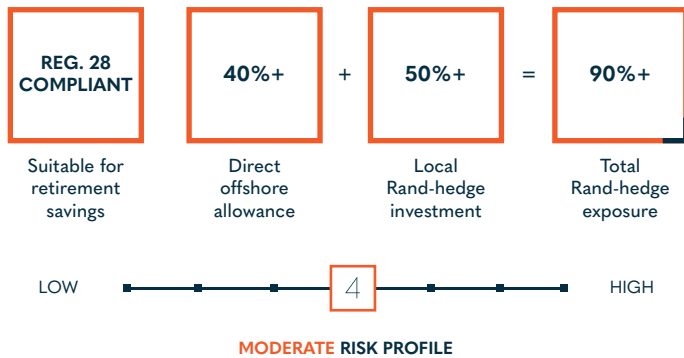 REG. 28
COMPLIANT
40%+
+
50%+
=
90%+
Suitable for
retirement
savings
Direct
offshore
allowance
Local
Rand-hedge
investment
Total
Rand-hedge
exposure
LOW
4
HIGH
MODERATE RISK PROFILE